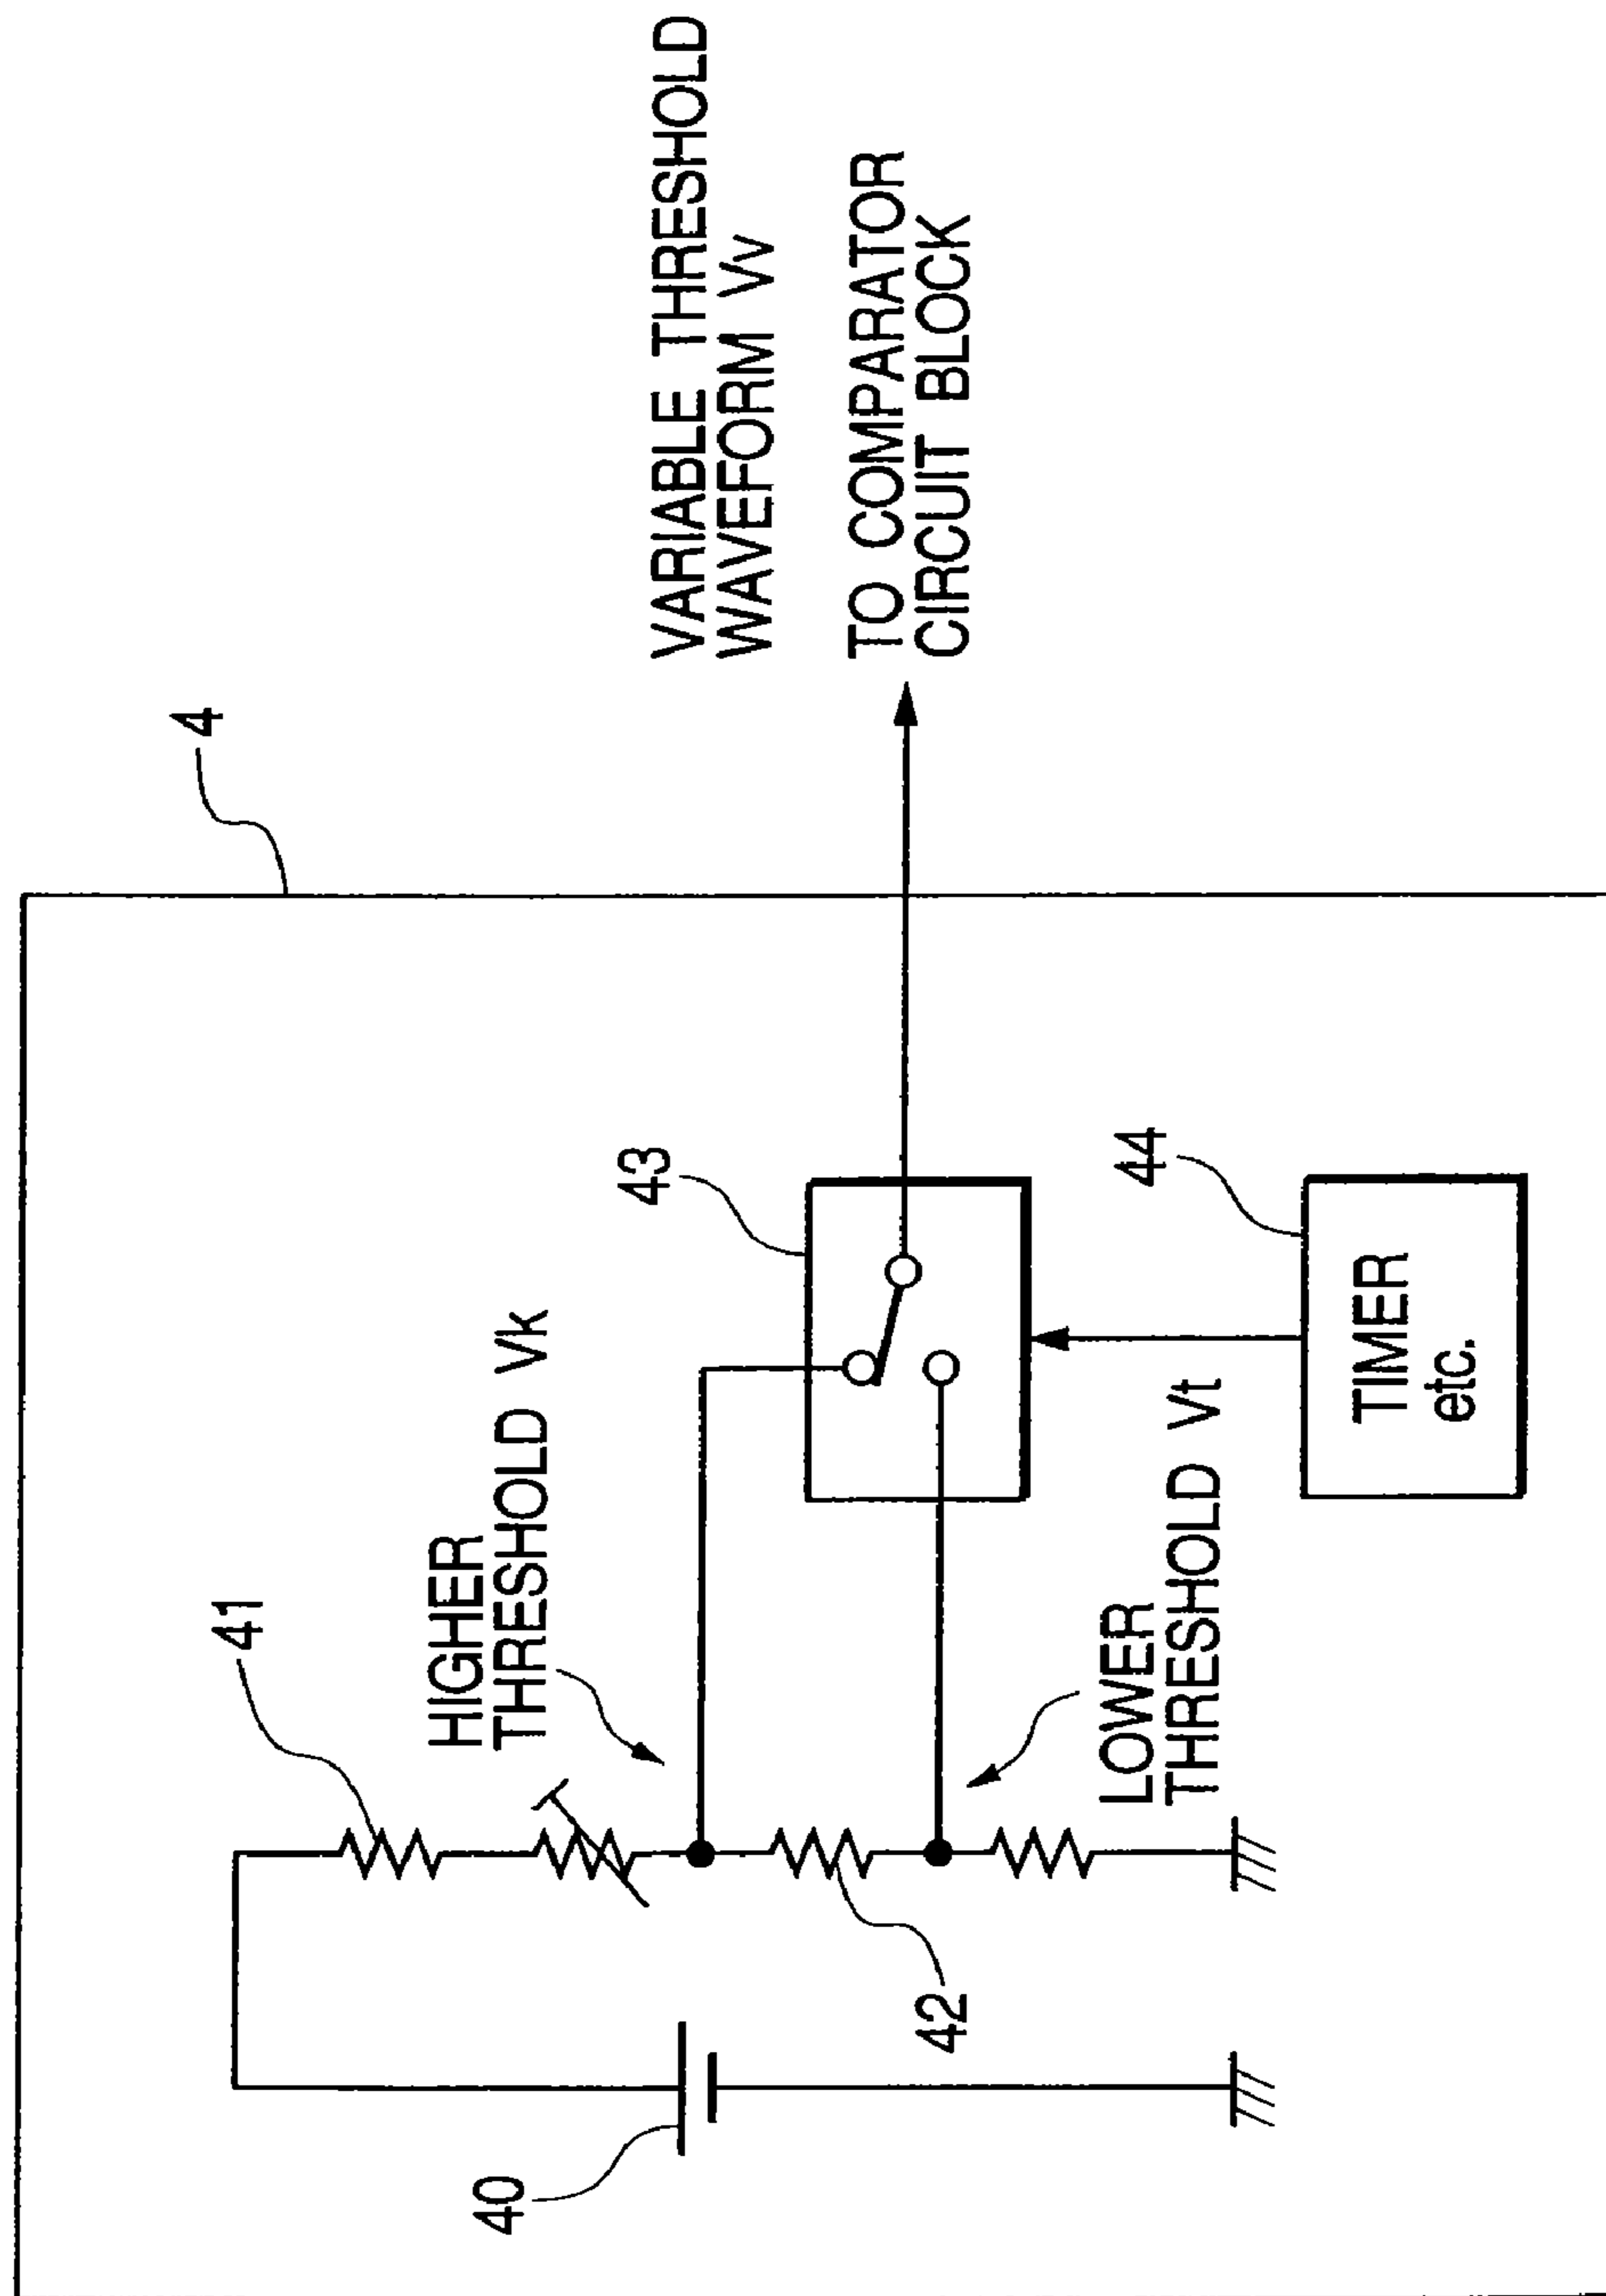 4
VARIABLE THRESHOLD
WAVEFORM Vv
TO COMPARATOR
CIRCUIT BLOCK
41
HIGHER
THRESHOLD Vk
43
40
42
LOWER
THRESHOLD Vt
44
TIMER
etc.